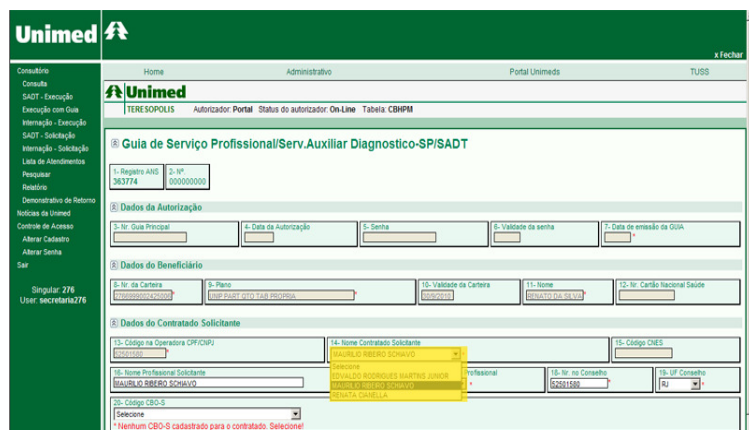 Unimed
x Fechar
Consultório
Consulta
SADT - Execução
Execução com Guia
Internação - Execução
SADT - Solicitação
Internação - Solicitação
Lista de Atendimentos
Pesquisar
Relatório
Demonstrativo de Retorno
Notícias da Unimed
Controle de Acesso
Alterar Cadastro
Alterar Senha
Sair
Singular: 276
User: secretaria276
Home Administrativo Portal Unimeds TUSS
Unimed
TERESOPOLIS Autorizador: Portal Status do autorizador: On-Line Tabela: CBHPM
Guia de Serviço Profissional/Serv.Auxiliar Diagnostico-SP/SADT
1- Registro ANS 2- Nº.
363774 000000000
Dados da Autorização
3- Nr. Guia Principal 4- Data da Autorização 5- Senha 6- Validade da senha 7- Data de emissão da GUIA
*
Dados do Beneficiário
8- Nr. da Carteira 9- Plano 10- Validade da Carteira 11- Nome 12- Nr. Cartão Nacional Saúde
UNIP PART QTO TAB PROPRIA 30/9/2010 RENATO DA SILVA
Dados do Contratado Solicitante
13- Código na Operadora CPF/CNPJ 14- Nome Contratado Solicitante 15- Código CNES
52501580 * MAURILIO RIBEIRO SCHIAVO *
Selecione
EDVALDO RODRIGUES MARTINS JUNIOR
MAURILIO RIBEIRO SCHIAVO
RENATA CIANELLA
16- Nome Profissional Solicitante Profissional 18- Nr. no Conselho 19- UF Conselho
MAURILIO RIBEIRO SCHIAVO * 52501580 * RJ *
20- Código CBO-S
Selecione
* Nenhum CBO-S cadastrado para o contratado. Selecione!